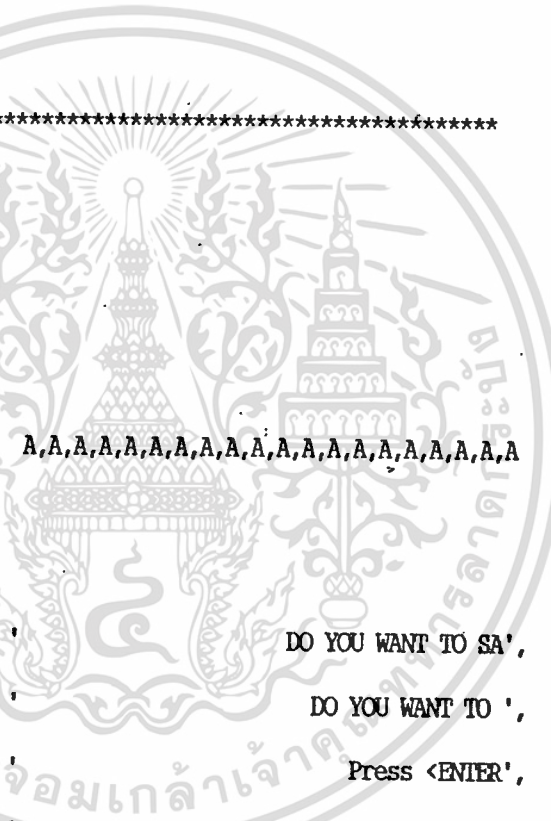 ***************************************
A,A,A,A,A,A,A,A,A,A,A,A,A,A,A,A,A,A,A,A
' DO YOU WANT TO SA',
' DO YOU WANT TO ',
' Press <ENTER',
จอมเกล้าเจ้าคุณทหารลาดกระบัง